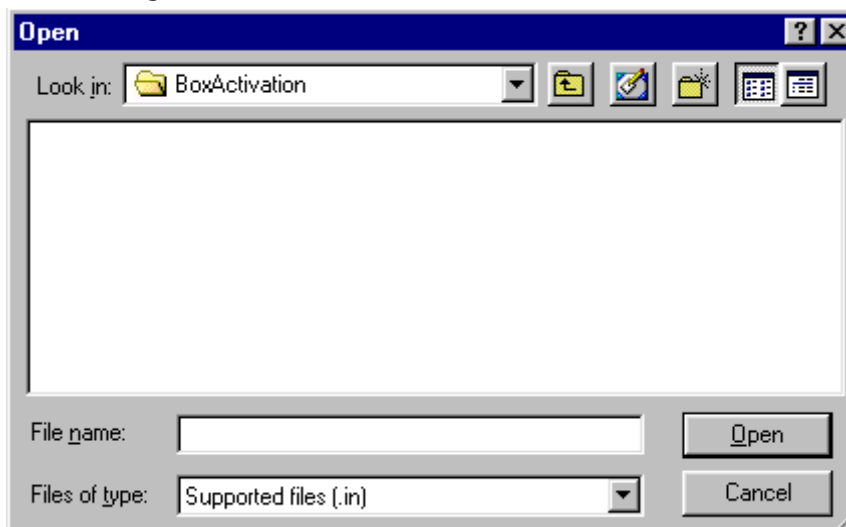 Open
Look in: BoxActivation
File name: Open
Files of type: Supported files (.in) Cancel